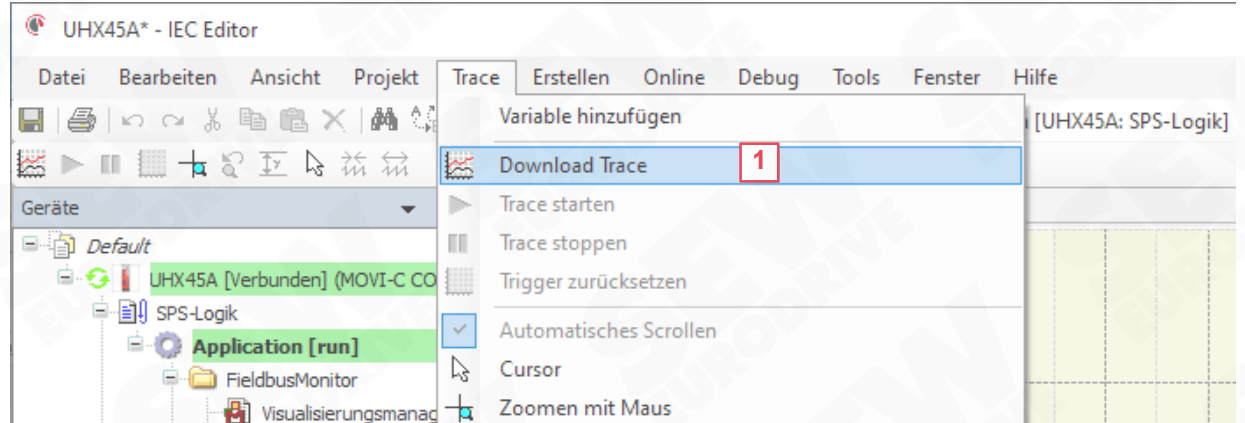 UHX45A* - IEC Editor
Datei Bearbeiten Ansicht Projekt Trace Erstellen Online Debug Tools Fenster Hilfe
Variable hinzufügen
[UHX45A: SPS-Logik]
Download Trace 1
Geräte
Trace starten
Default
Trace stoppen
UHX45A [Verbunden] (MOVI-C CO
Trigger zurücksetzen
SPS-Logik
Automatisches Scrollen
Application [run]
Cursor
FieldbusMonitor
Zoomen mit Maus
Visualisierungsmanag
SEW
EURODRIVE